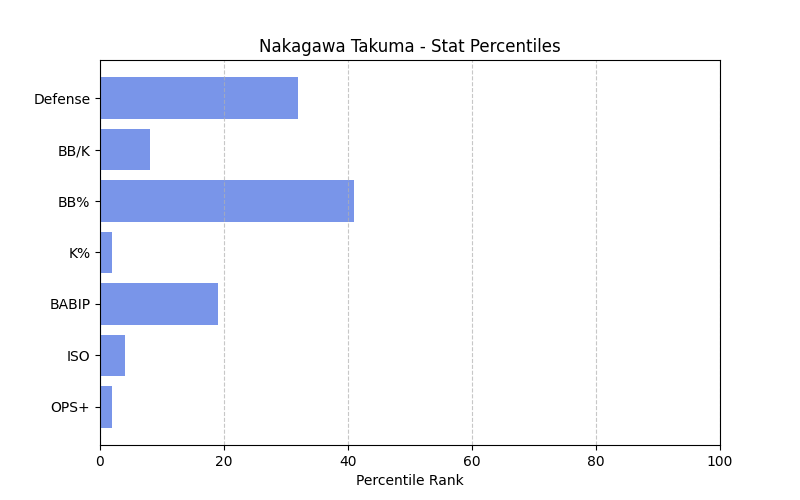 Nakagawa Takuma - Stat Percentiles
Defense
BB/K
BB%
K%
BABIP
ISO
OPS+
0 20 40 60 80 100
Percentile Rank